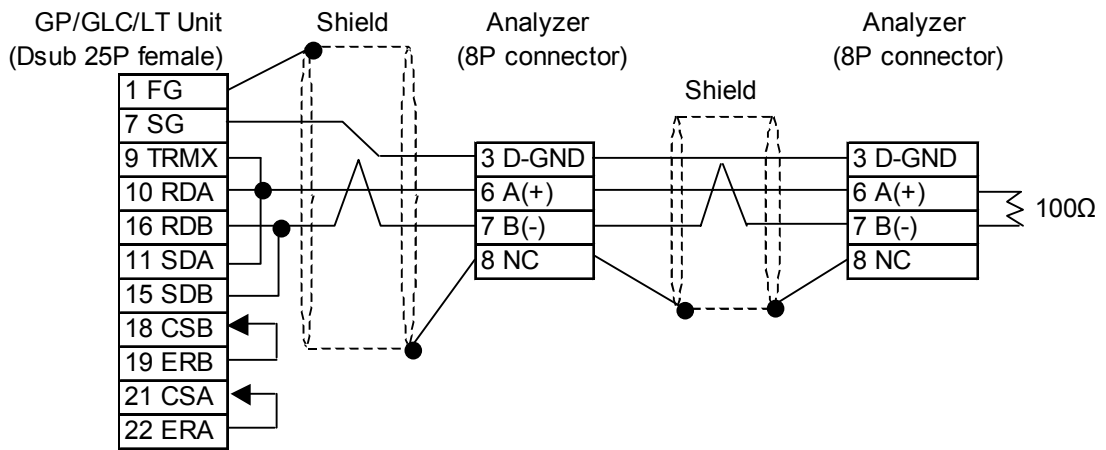 GP/GLC/LT Unit
(Dsub 25P female)
Shield
Analyzer
(8P connector)
Shield
Analyzer
(8P connector)
1 FG
7 SG
9 TRMX
10 RDA
16 RDB
11 SDA
15 SDB
18 CSB
19 ERB
21 CSA
22 ERA
3 D-GND
6 A(+)
7 B(-)
8 NC
3 D-GND
6 A(+)
7 B(-)
8 NC
100Ω